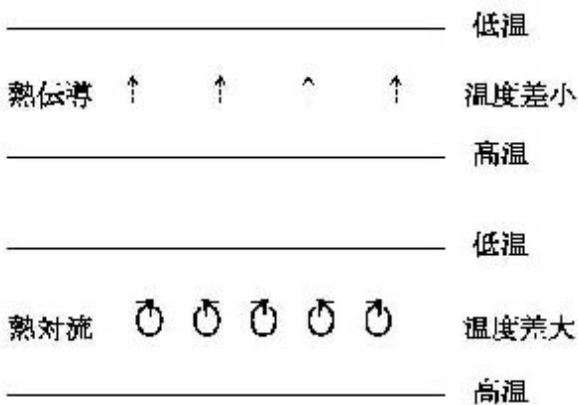 低温
熱伝導 温度差小
高温
低温
熱対流 温度差大
高温